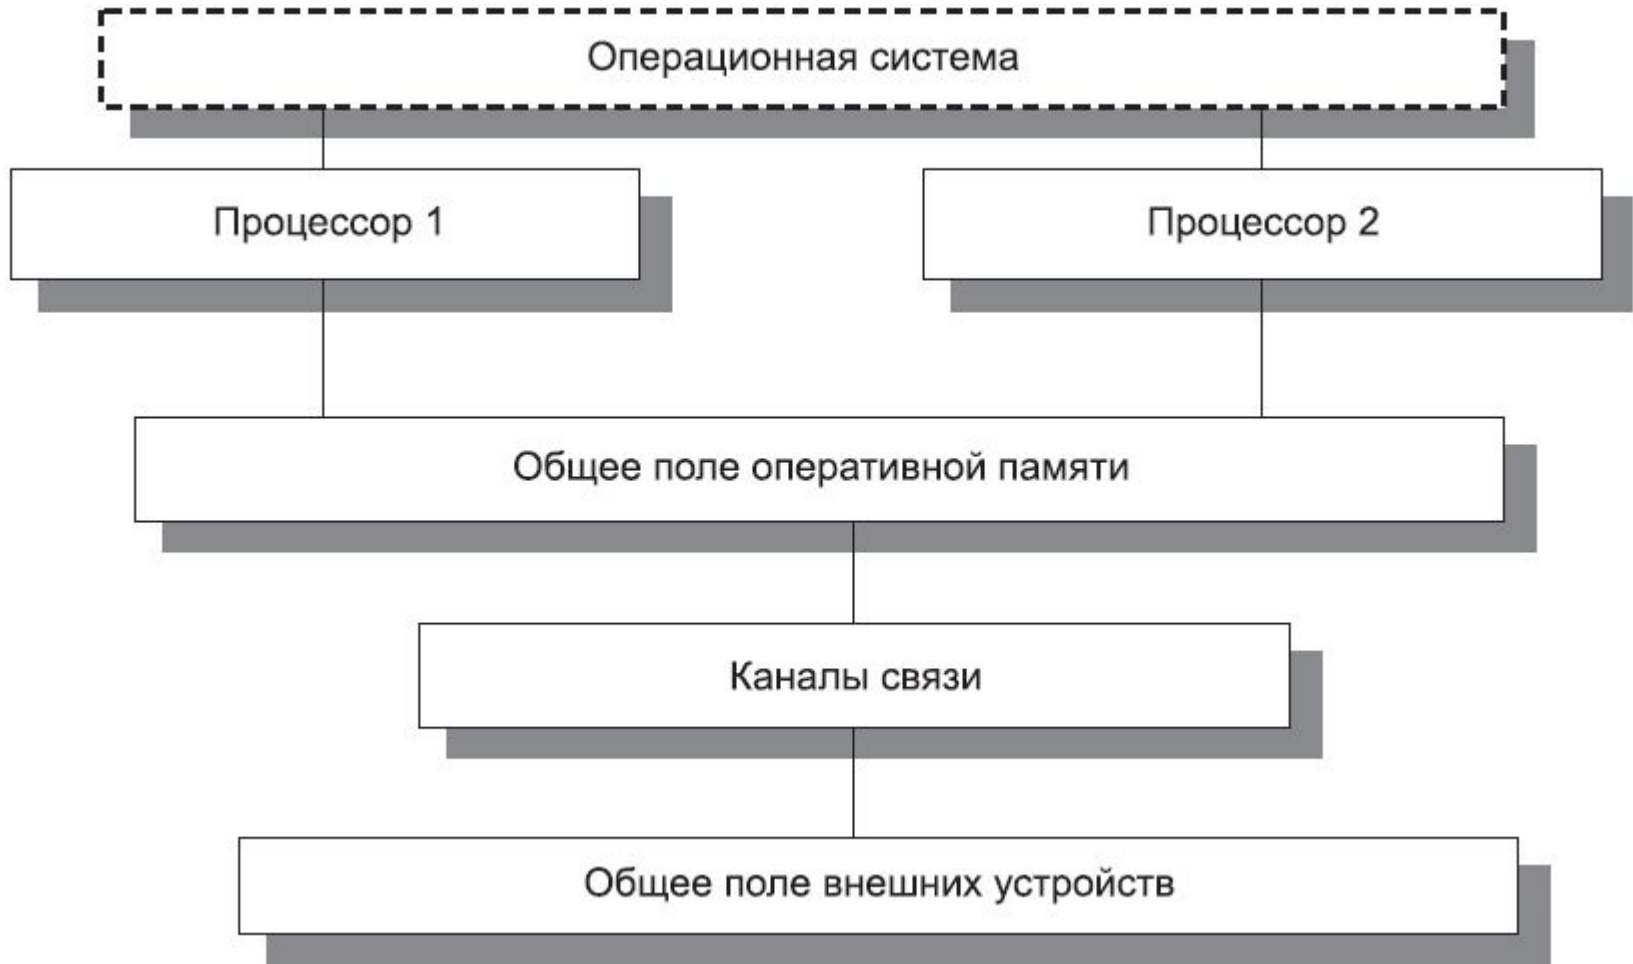 Операционная система
Процессор 1
Процессор 2
Общее поле оперативной памяти
Каналы связи
Общее поле внешних устройств